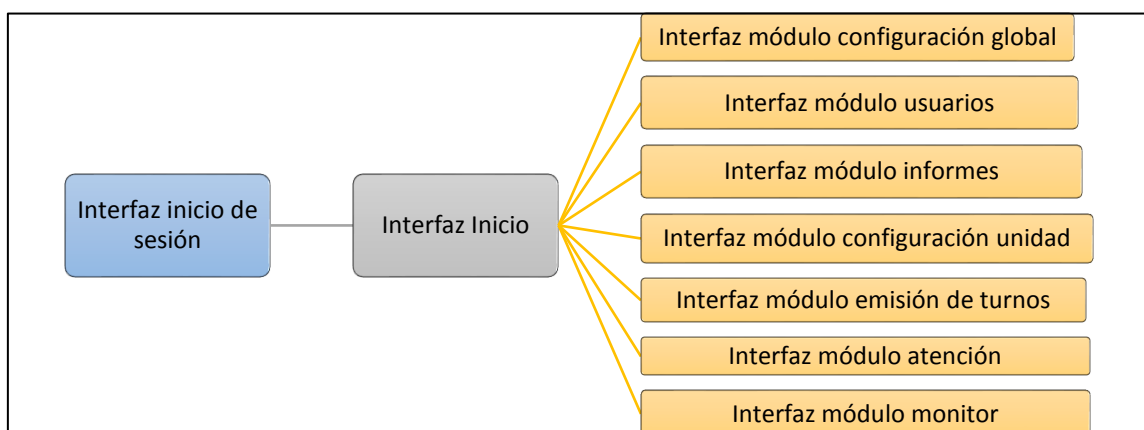 Interfaz inicio de
sesión
Interfaz Inicio
Interfaz módulo configuración global
Interfaz módulo usuarios
Interfaz módulo informes
Interfaz módulo configuración unidad
Interfaz módulo emisión de turnos
Interfaz módulo atención
Interfaz módulo monitor